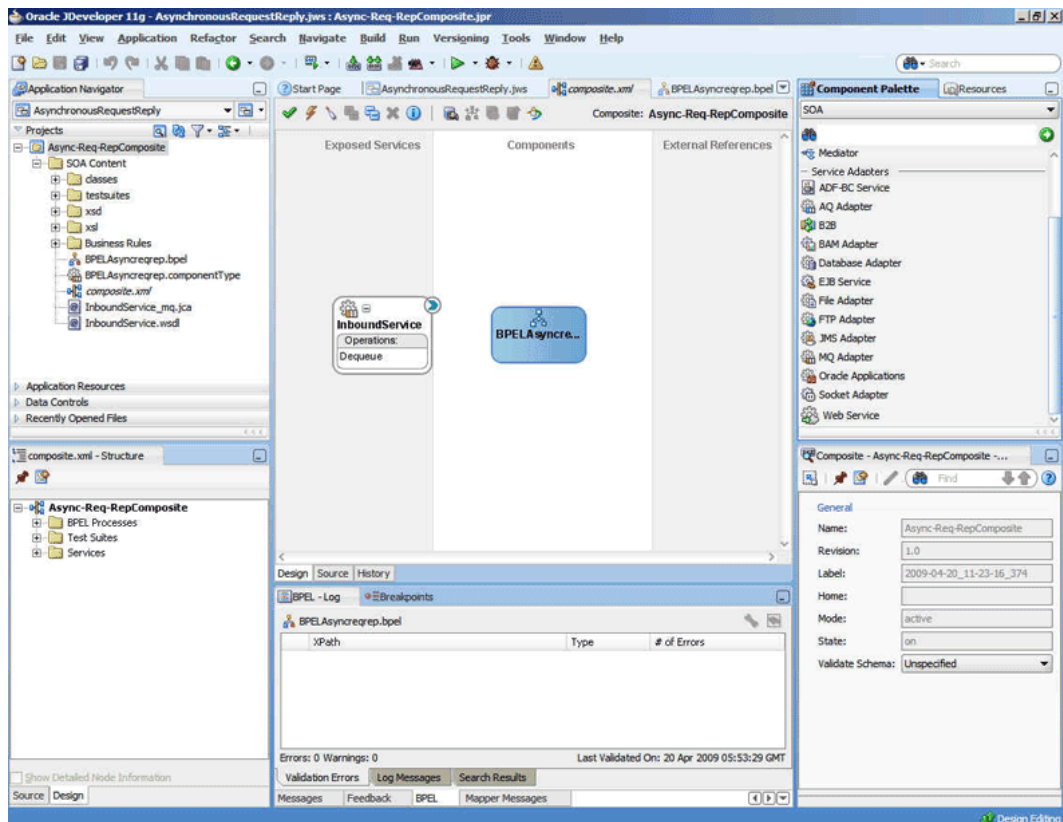 Oracle JDeveloper 11g - AsynchronousRequestReply.jws : Async-Req-RepComposite.jpr
File Edit View Application Refactor Search Navigate Build Run Versioning Tools Window Help
Search
Application Navigator
AsynchronousRequestReply
Projects
Async-Req-RepComposite
SOA Content
classes
testsuites
xsd
xsl
Business Rules
BPELAsyncreqrep.bpel
BPELAsyncreqrep.componentType
composite.xml
InboundService_mq.jca
InboundService.wsdl
Application Resources
Data Controls
Recently Opened Files
composite.xml - Structure
Async-Req-RepComposite
BPEL Processes
Test Suites
Services
Show Detailed Node Information
Source Design
Start Page AsynchronousRequestReply.jws composite.xml BPELAsyncreqrep.bpel
Composite: Async-Req-RepComposite
Exposed Services Components External References
InboundService
Operations:
Dequeue
BPELAsyncre...
Design Source History
BPEL - Log Breakpoints
BPELAsyncreqrep.bpel
XPath Type # of Errors
Errors: 0 Warnings: 0 Last Validated On: 20 Apr 2009 05:53:29 GMT
Validation Errors Log Messages Search Results
Messages Feedback BPEL Mapper Messages
Component Palette Resources
SOA
Mediator
Service Adapters
ADF-BC Service
AQ Adapter
B2B
BAM Adapter
Database Adapter
EJB Service
File Adapter
FTP Adapter
JMS Adapter
MQ Adapter
Oracle Applications
Socket Adapter
Web Service
Composite - Async-Req-RepComposite -...
Find
General
Name: Async-Req-RepComposite
Revision: 1.0
Label: 2009-04-20_11-23-16_374
Home:
Mode: active
State: on
Validate Schema: Unspecified
Design Editing